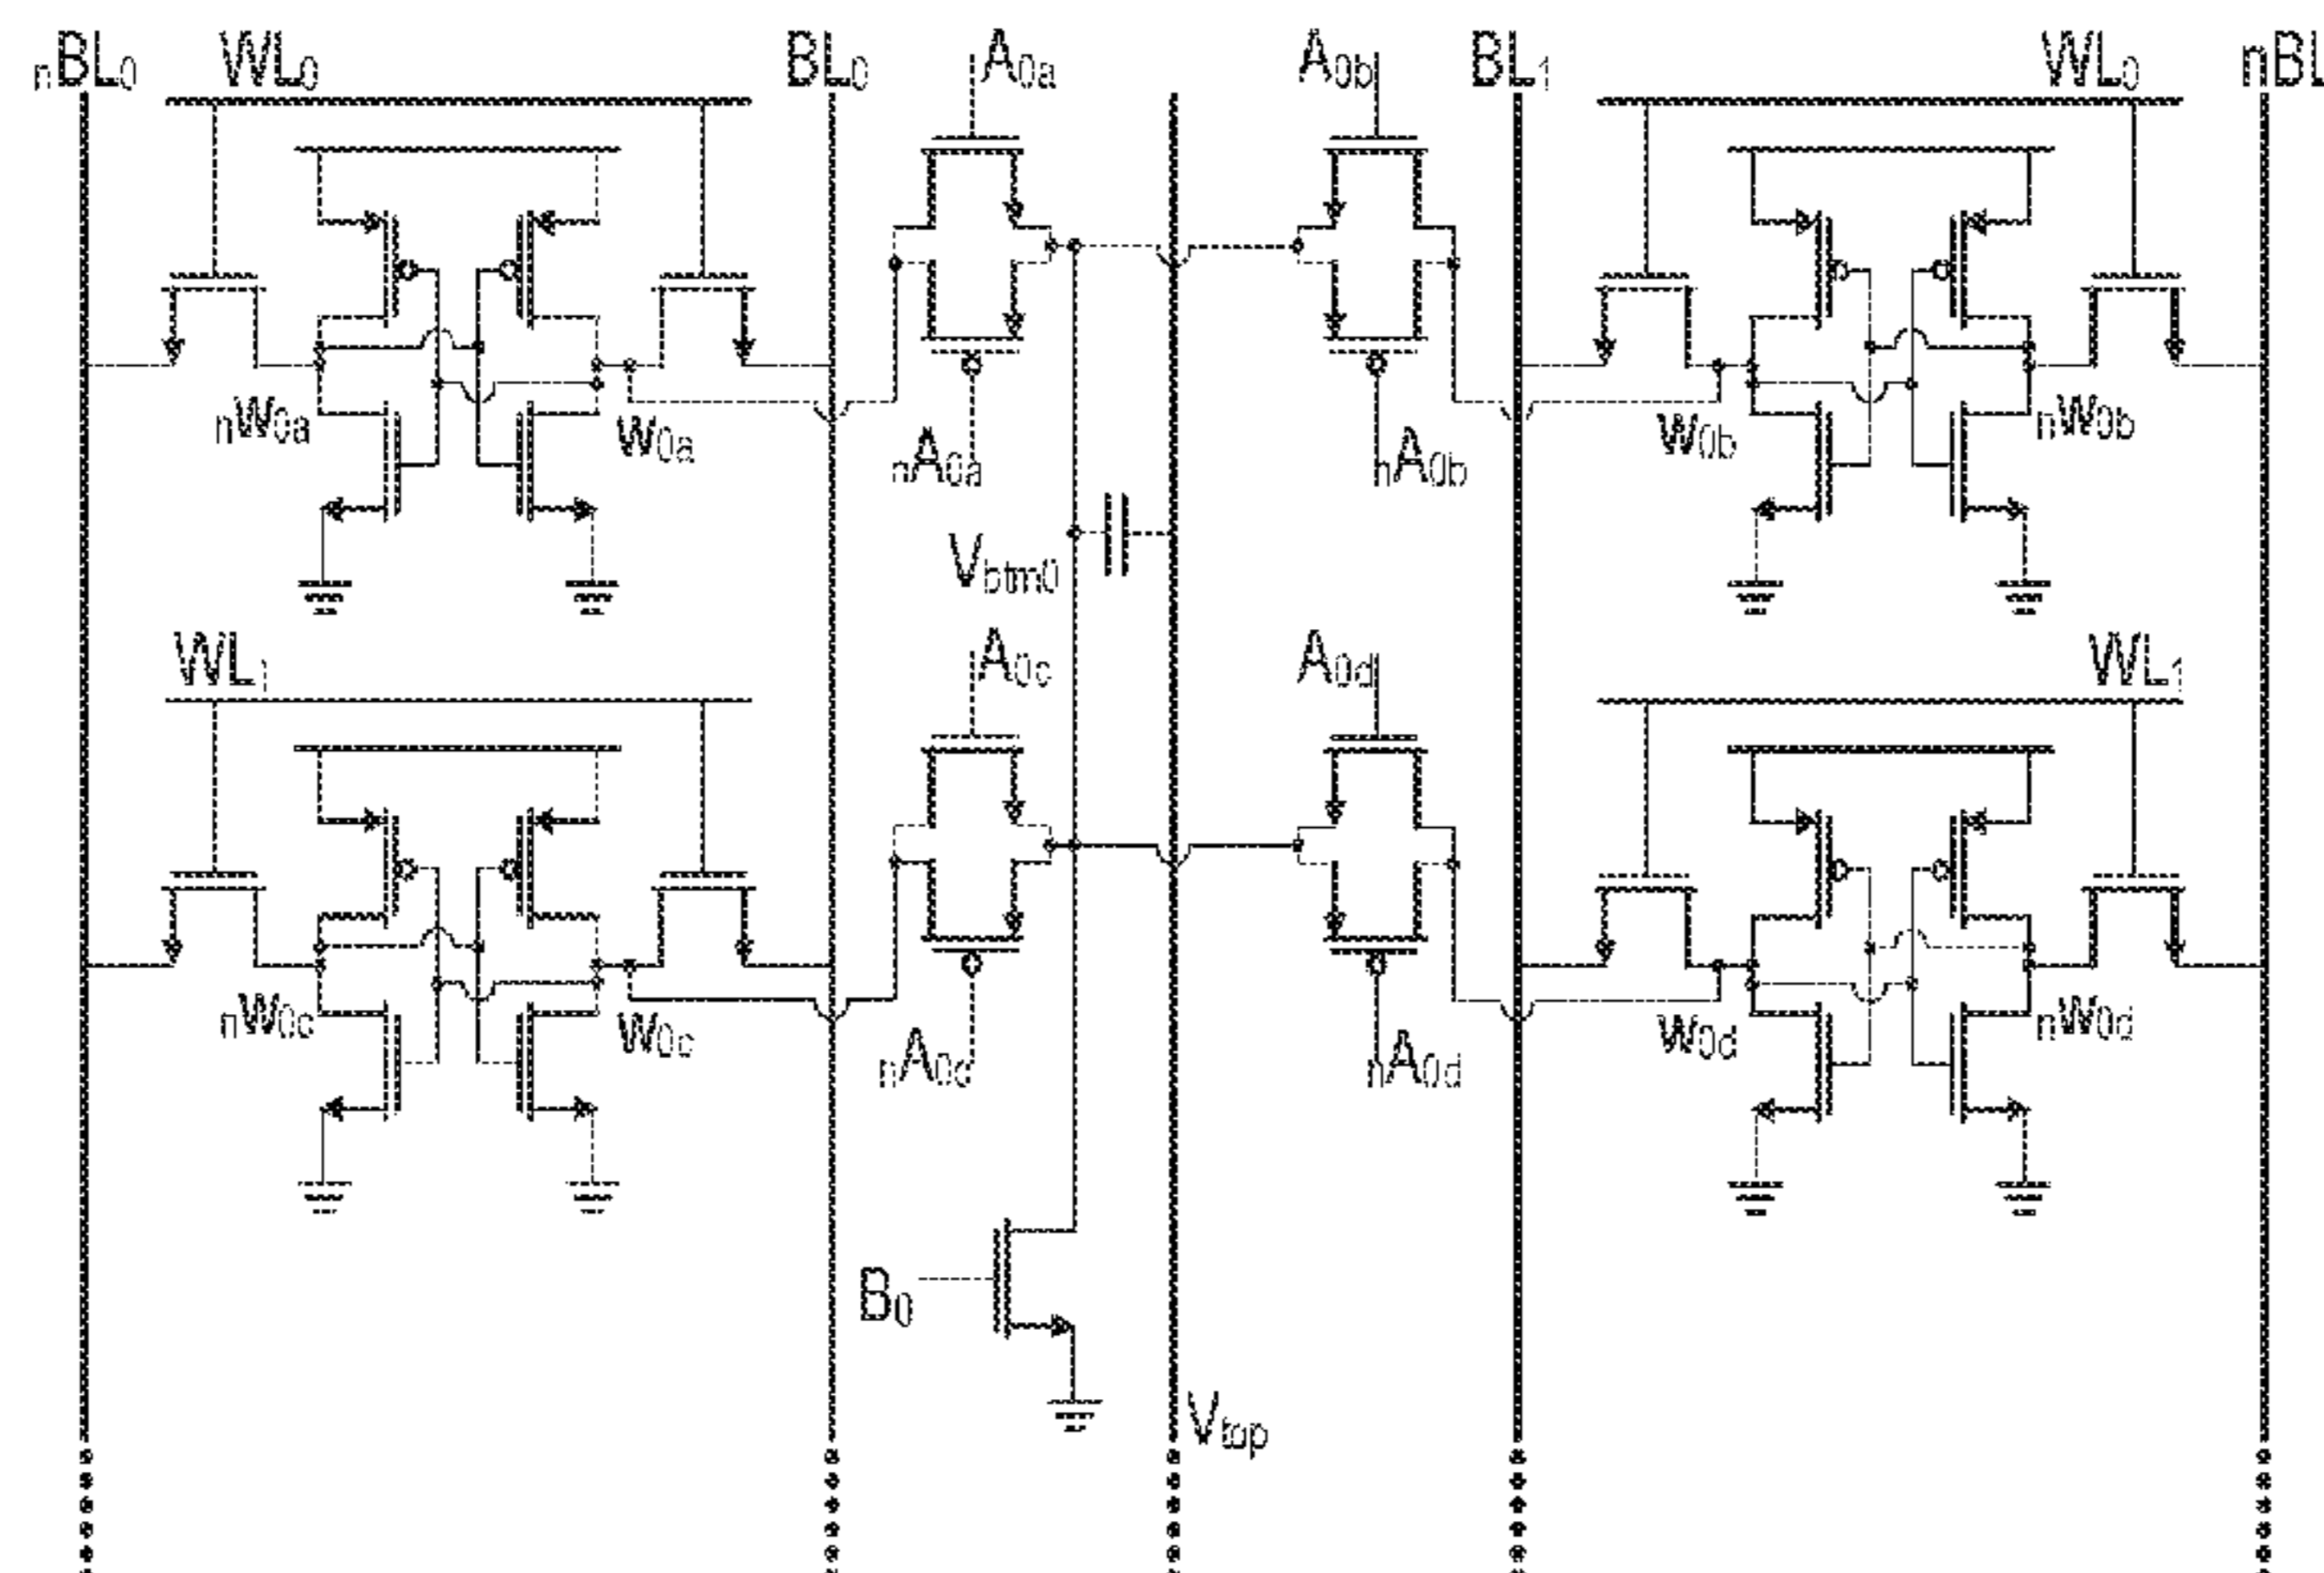 nBL0 WL0 BL0 A0a A0b BL1 WL0 nBL
nW0a W0a nA0a nA0b W0b nW0b
Vbtm0
WL1 A0c A0d WL1
nW0c W0c nA0c nA0d W0d nW0d
B0
Vtop